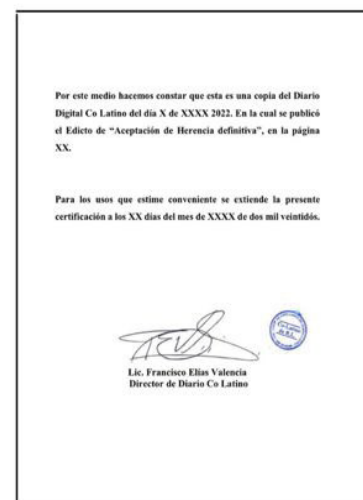 Por este medio hacemos constar que esta es una copia del Diario
Digital Co Latino del día X de XXXX 2022. En la cual se publicó
el Edicto de “Aceptación de Herencia definitiva”, en la página
XX.
Para los usos que estime conveniente se extiende la presente
certificación a los XX días del mes de XXXX de dos mil veintidós.
Co Latino
de R.L.
Lic. Francisco Elías Valencia
Director de Diario Co Latino